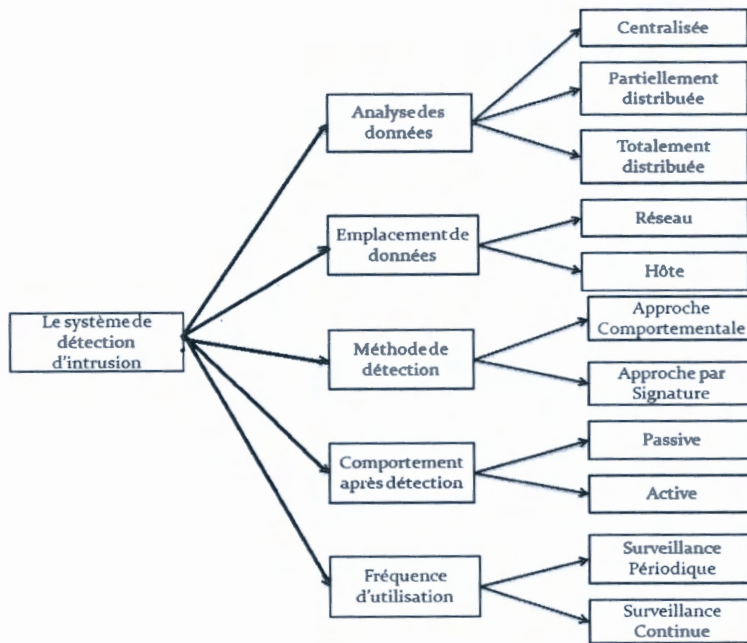 Le système de
détection
d'intrusion
Analyse des
données
Centralisée
Partiellement
distribuée
Totalement
distribuée
Emplacement de
données
Réseau
Hôte
Méthode de
détection
Approche
Comportementale
Approche par
Signature
Comportement
après détection
Passive
Active
Fréquence
d'utilisation
Surveillance
Périodique
Surveillance
Continue